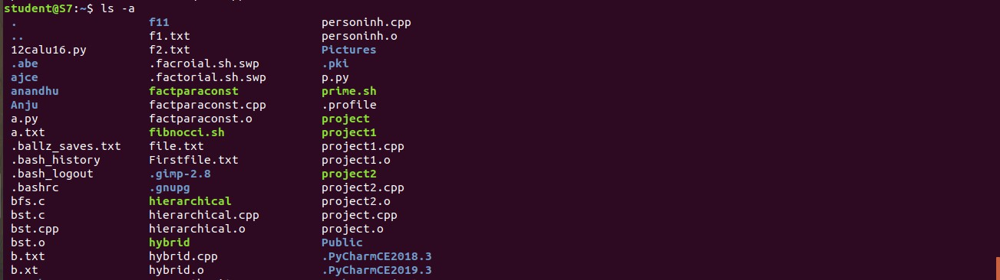 student@S7:~$ ls -a
. f11 personinh.cpp
.. f1.txt personinh.o
12calu16.py f2.txt Pictures
.abe .facroial.sh.swp .pki
ajce .factorial.sh.swp p.py
anandhu factparaconst prime.sh
Anju factparaconst.cpp .profile
a.py factparaconst.o project
a.txt fibnocci.sh project1
.ballz_saves.txt file.txt project1.cpp
.bash_history Firstfile.txt project1.o
.bash_logout .gimp-2.8 project2
.bashrc .gnupg project2.cpp
bfs.c hierarchical project2.o
bst.c hierarchical.cpp project.cpp
bst.cpp hierarchical.o project.o
bst.o hybrid Public
b.txt hybrid.cpp .PyCharmCE2018.3
b.xt hybrid.o .PyCharmCE2019.3